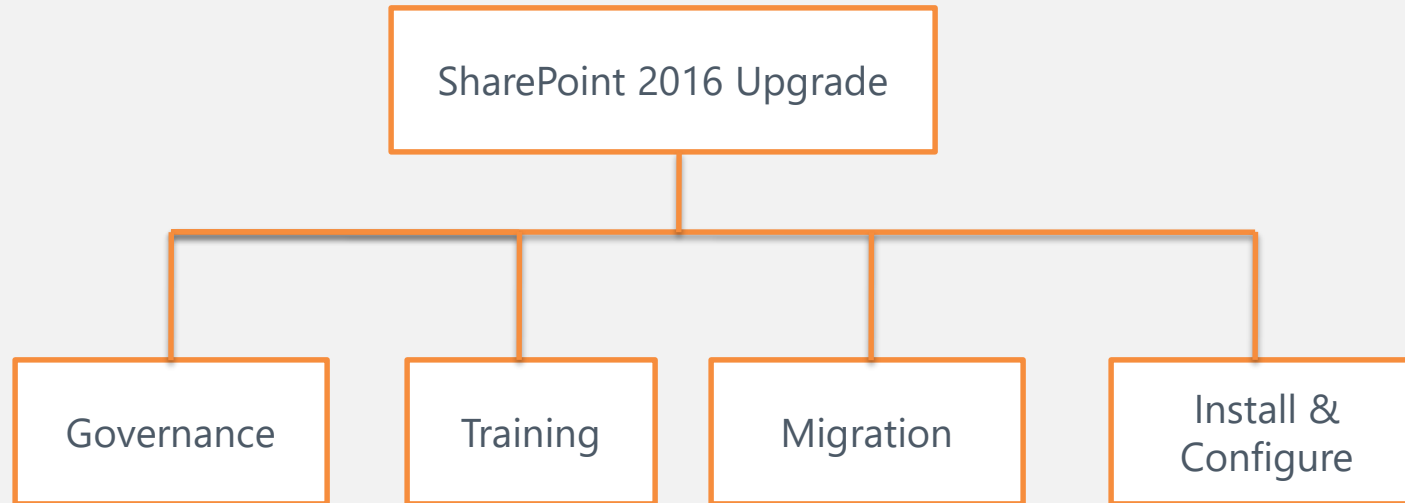 SharePoint 2016 Upgrade
Governance
Training
Migration
Install &
Configure